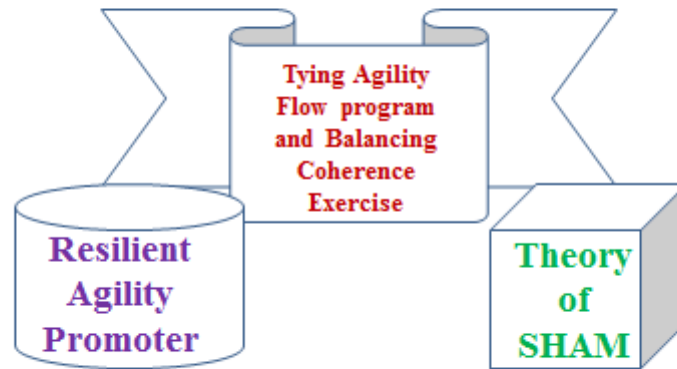 Tying Agility
Flow program
and Balancing
Coherence
Exercise
Resilient
Agility
Promoter
Theory
of
SHAM